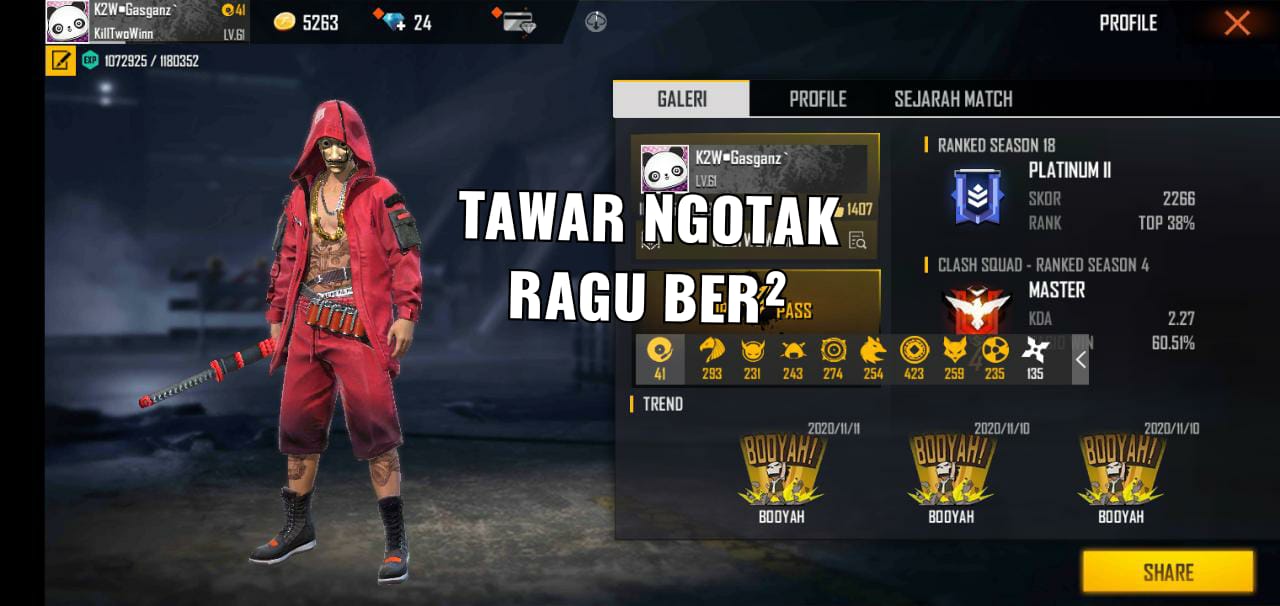 K2W▪Gasganz`
41
KillTwoWinn
LV.61
5263
24
PROFILE
EXP 1072925 / 1180352
GALERI
PROFILE
SEJARAH MATCH
K2W▪Gasganz`
LV.61
1407
TAWAR NGOTAK
RAGU BER²
PASS
RANKED SEASON 18
PLATINUM II
SKOR 2266
RANK TOP 38%
CLASH SQUAD - RANKED SEASON 4
MASTER
KDA 2.27
WIN 60.51%
41 293 231 243 274 254 423 259 235 135
TREND
2020/11/11 2020/11/10 2020/11/10
BOOYAH! BOOYAH! BOOYAH!
BOOYAH BOOYAH BOOYAH
SHARE